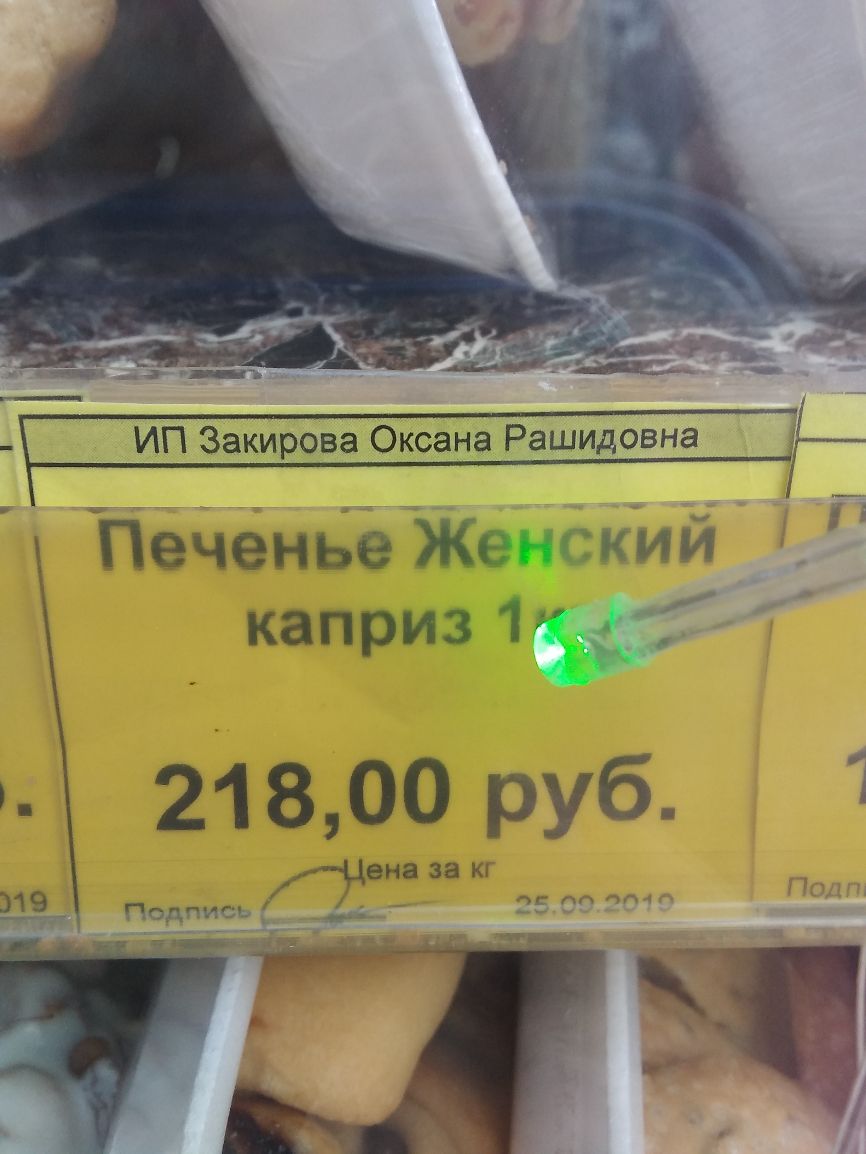 ИП Закирова Оксана Рашидовна
Печенье Женский
каприз
218,00 руб.
Цена за кг
Подпись
25.09.2019